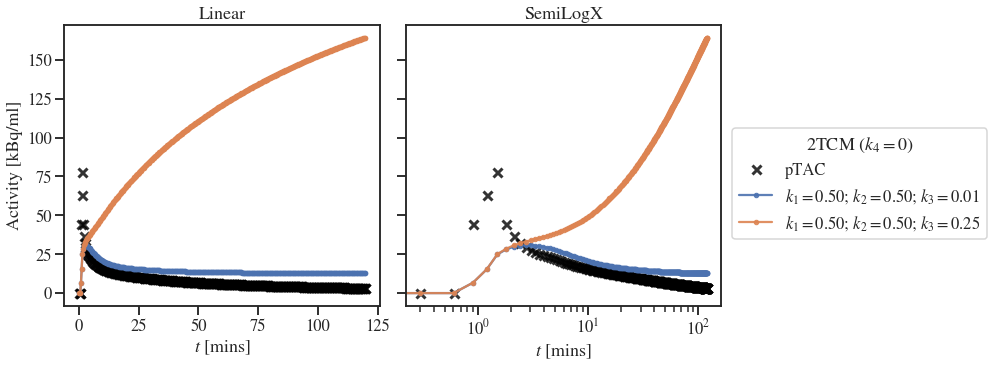 Linear
SemiLogX
Activity [kBq/ml]
150
125
100
75
50
25
0
0 25 50 75 100 125
t [mins]
10⁰ 10¹ 10²
t [mins]
2TCM (k₄ = 0)
pTAC
k₁ = 0.50; k₂ = 0.50; k₃ = 0.01
k₁ = 0.50; k₂ = 0.50; k₃ = 0.25